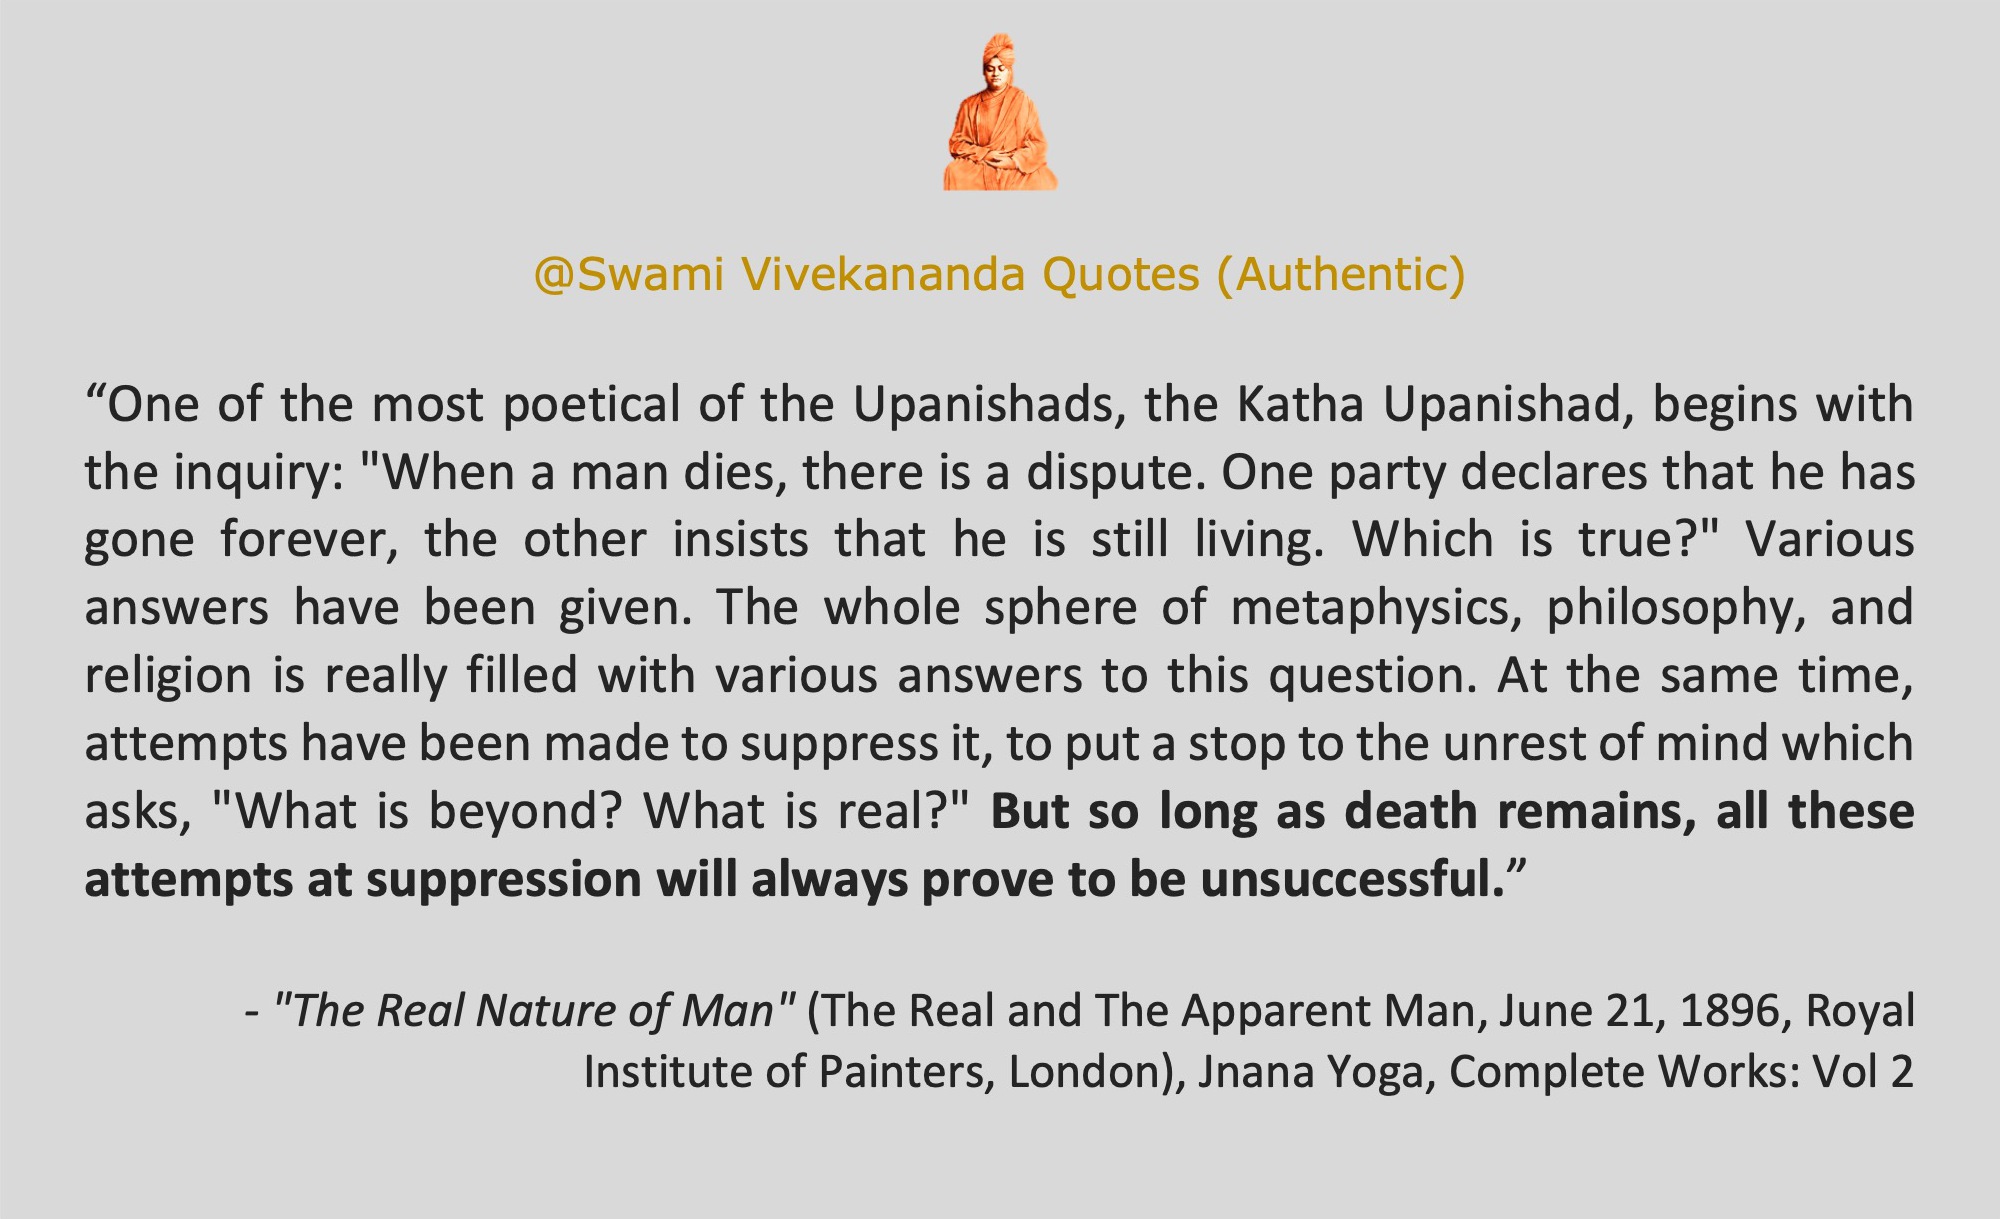 @Swami Vivekananda Quotes (Authentic)
“One of the most poetical of the Upanishads, the Katha Upanishad, begins with
the inquiry: "When a man dies, there is a dispute. One party declares that he has
gone forever, the other insists that he is still living. Which is true?" Various
answers have been given. The whole sphere of metaphysics, philosophy, and
religion is really filled with various answers to this question. At the same time,
attempts have been made to suppress it, to put a stop to the unrest of mind which
asks, "What is beyond? What is real?" But so long as death remains, all these
attempts at suppression will always prove to be unsuccessful.”
- "The Real Nature of Man" (The Real and The Apparent Man, June 21, 1896, Royal
Institute of Painters, London), Jnana Yoga, Complete Works: Vol 2